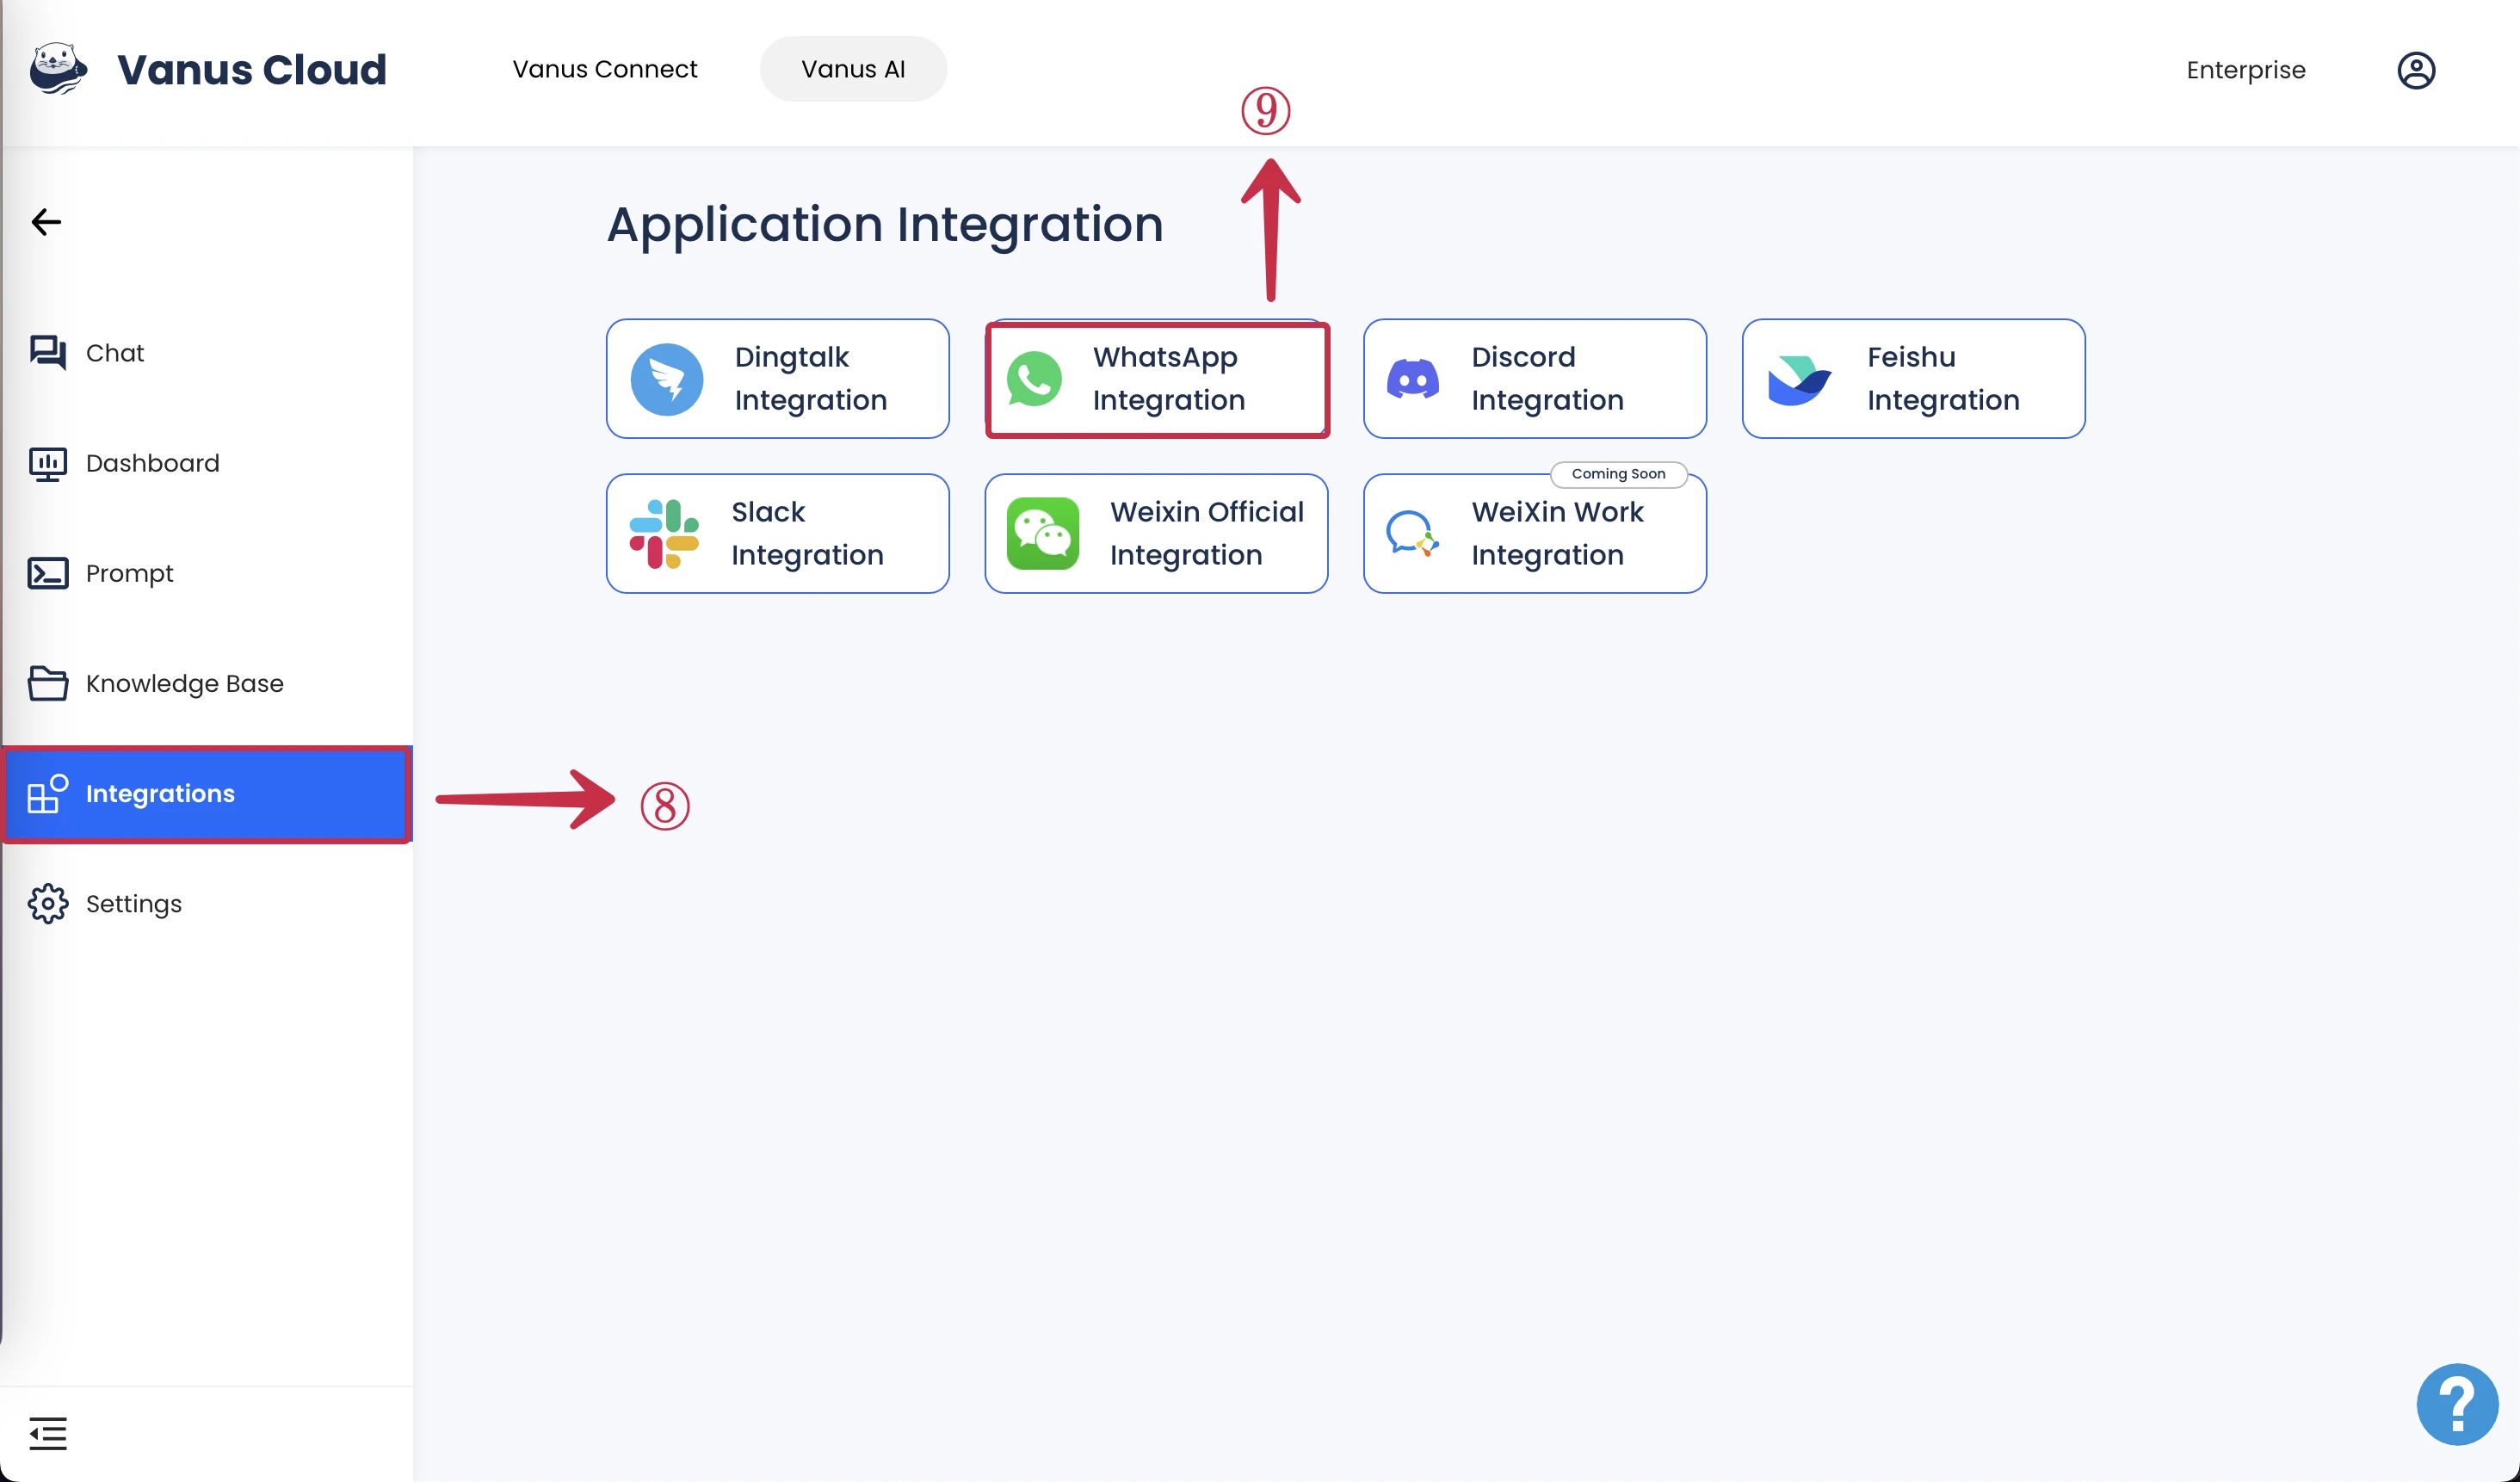 Vanus Cloud
Vanus Connect
Vanus AI
Enterprise
⑨
Application Integration
Chat
Dashboard
Prompt
Knowledge Base
Integrations
Settings
Dingtalk
Integration
WhatsApp
Integration
Discord
Integration
Feishu
Integration
Slack
Integration
Weixin Official
Integration
Coming Soon
WeiXin Work
Integration
⑧
?